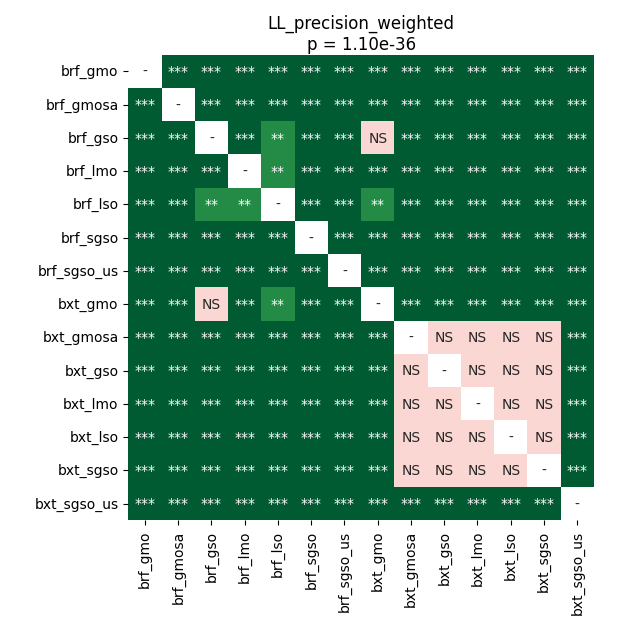 LL_precision_weighted
p = 1.10e-36
brf_gmo - *** *** *** *** *** *** *** *** *** *** *** *** ***
brf_gmosa *** - *** *** *** *** *** *** *** *** *** *** *** ***
brf_gso *** *** - *** ** *** *** NS *** *** *** *** *** ***
brf_lmo *** *** *** - ** *** *** *** *** *** *** *** *** ***
brf_lso *** *** ** ** - *** *** ** *** *** *** *** *** ***
brf_sgso *** *** *** *** *** - *** *** *** *** *** *** *** ***
brf_sgso_us *** *** *** *** *** *** - *** *** *** *** *** *** ***
bxt_gmo *** *** NS *** ** *** *** - *** *** *** *** *** ***
bxt_gmosa *** *** *** *** *** *** *** *** - NS NS NS NS ***
bxt_gso *** *** *** *** *** *** *** *** NS - NS NS NS ***
bxt_lmo *** *** *** *** *** *** *** *** NS NS - NS NS ***
bxt_lso *** *** *** *** *** *** *** *** NS NS NS - NS ***
bxt_sgso *** *** *** *** *** *** *** *** NS NS NS NS - ***
bxt_sgso_us *** *** *** *** *** *** *** *** *** *** *** *** *** -
brf_gmo
brf_gmosa
brf_gso
brf_lmo
brf_lso
brf_sgso
brf_sgso_us
bxt_gmo
bxt_gmosa
bxt_gso
bxt_lmo
bxt_lso
bxt_sgso
bxt_sgso_us